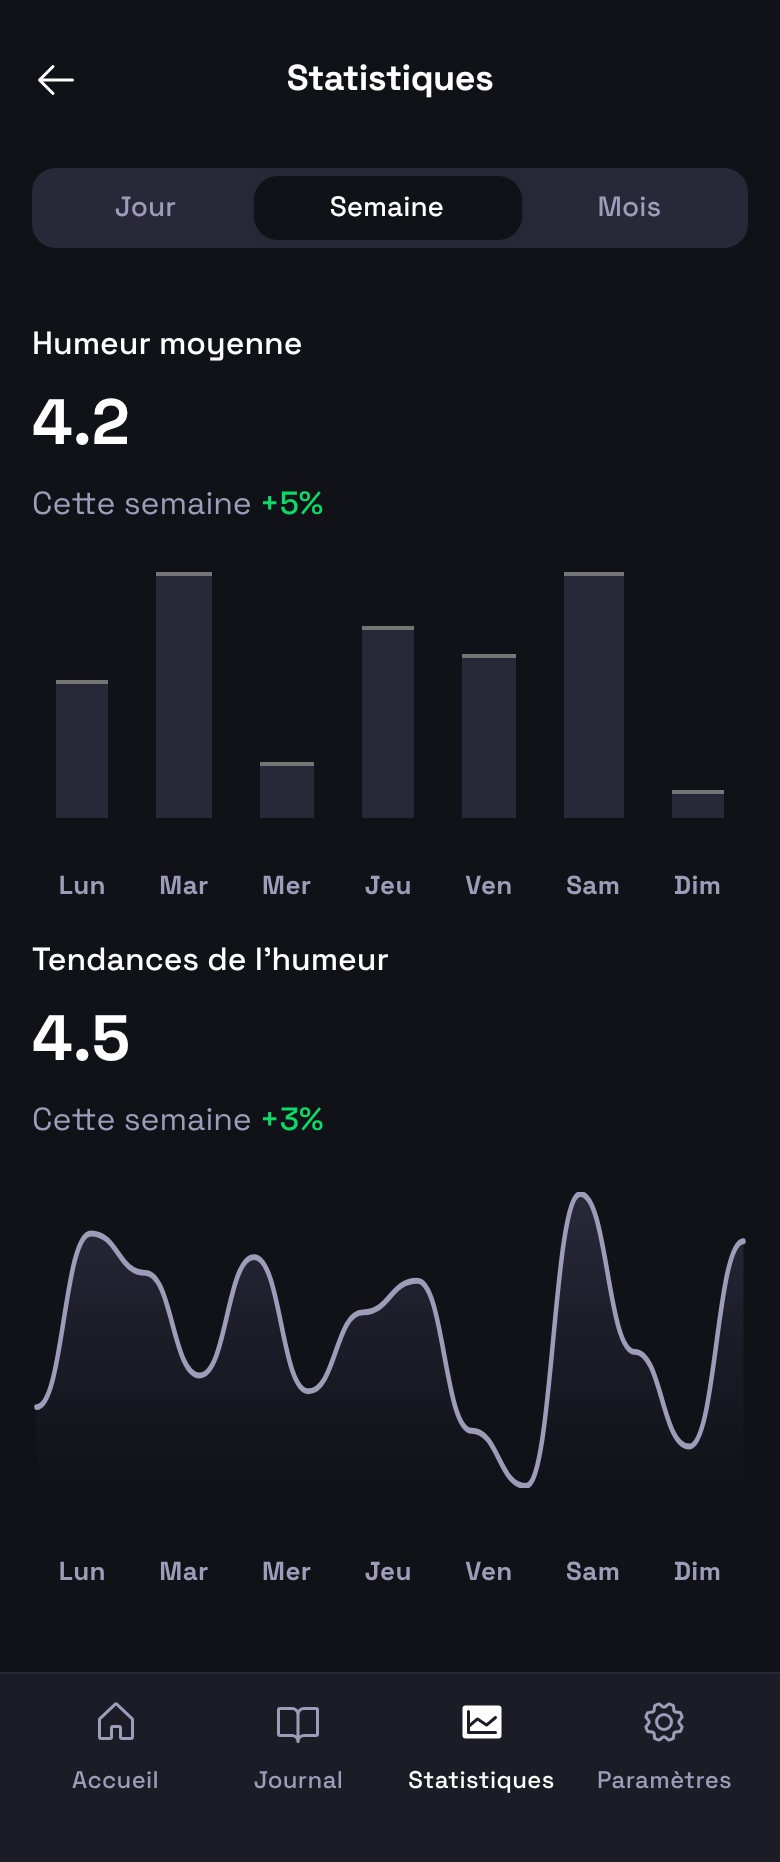 Statistiques
Jour Semaine Mois
Humeur moyenne
4.2
Cette semaine +5%
Lun Mar Mer Jeu Ven Sam Dim
Tendances de l’humeur
4.5
Cette semaine +3%
Lun Mar Mer Jeu Ven Sam Dim
Accueil Journal Statistiques Paramètres